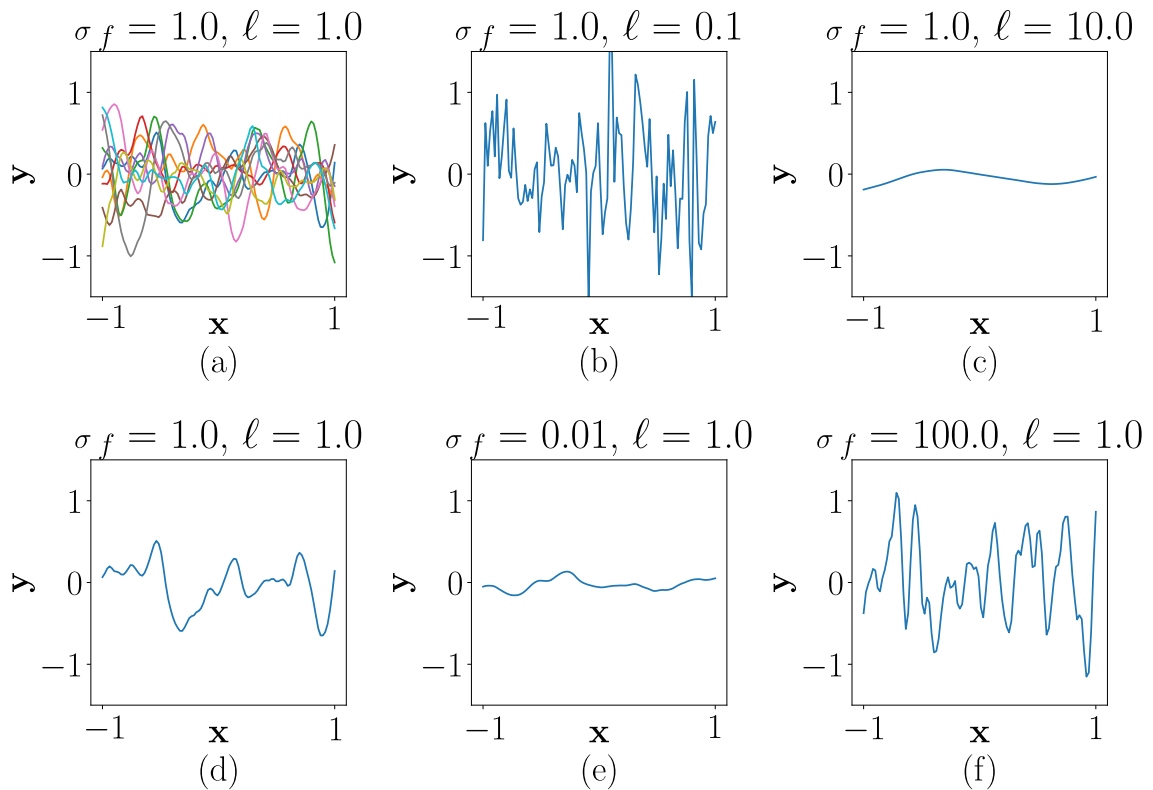 σ_f = 1.0, ℓ = 1.0
σ_f = 1.0, ℓ = 0.1
σ_f = 1.0, ℓ = 10.0
y
1
0
−1
−1
1
x
(a)
y
1
0
−1
−1
1
x
(b)
y
1
0
−1
−1
1
x
(c)
σ_f = 1.0, ℓ = 1.0
σ_f = 0.01, ℓ = 1.0
σ_f = 100.0, ℓ = 1.0
y
1
0
−1
−1
1
x
(d)
y
1
0
−1
−1
1
x
(e)
y
1
0
−1
−1
1
x
(f)